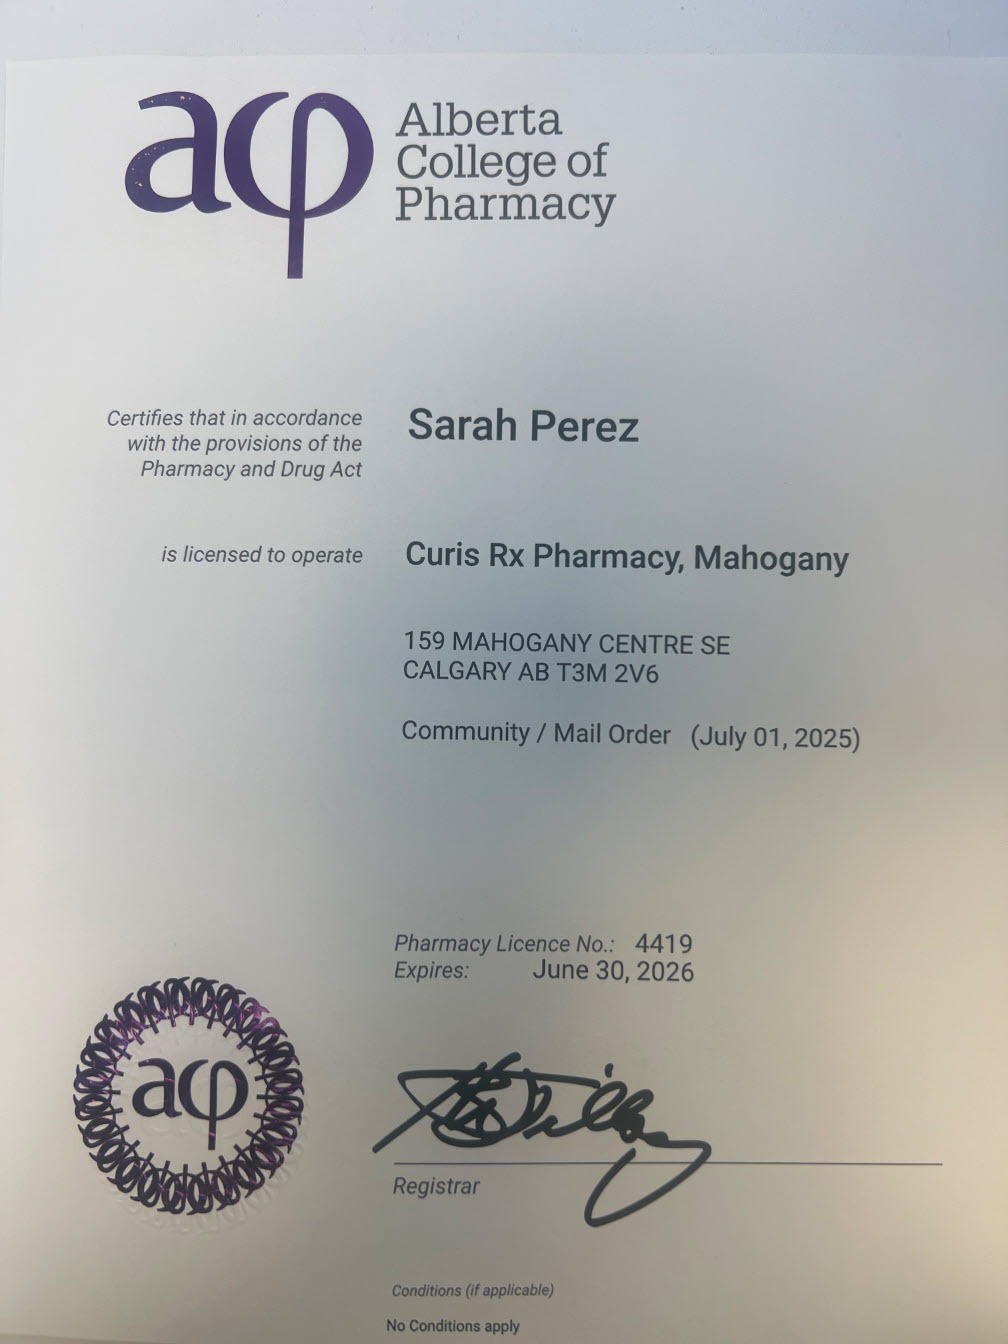 acp
Alberta
College of
Pharmacy
Certifies that in accordance
with the provisions of the
Pharmacy and Drug Act
Sarah Perez
is licensed to operate
Curis Rx Pharmacy, Mahogany
159 MAHOGANY CENTRE SE
CALGARY AB T3M 2V6
Community / Mail Order (July 01, 2025)
Pharmacy Licence No.: 4419
Expires: June 30, 2026
acp
Registrar
Conditions (if applicable)
No Conditions apply